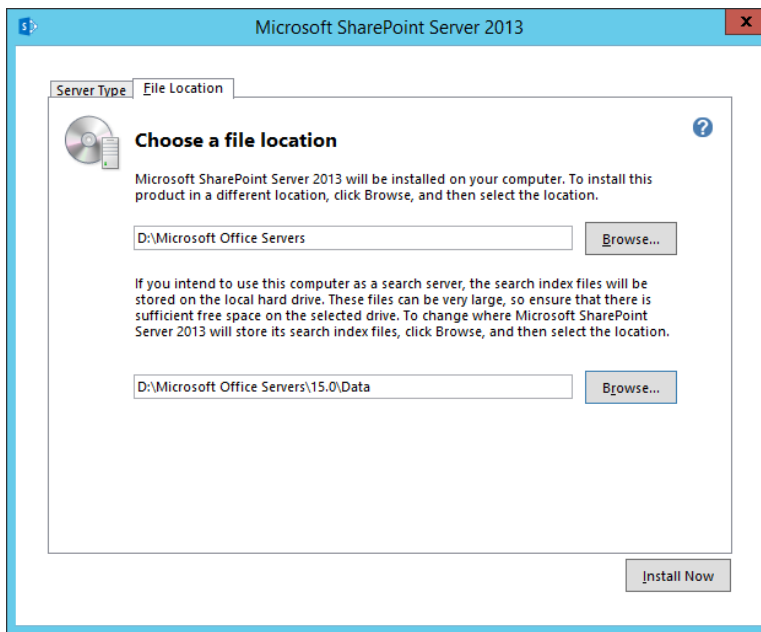 Microsoft SharePoint Server 2013
x
Server Type
File Location
Choose a file location
?
Microsoft SharePoint Server 2013 will be installed on your computer. To install this
product in a different location, click Browse, and then select the location.
D:\Microsoft Office Servers
Browse...
If you intend to use this computer as a search server, the search index files will be
stored on the local hard drive. These files can be very large, so ensure that there is
sufficient free space on the selected drive. To change where Microsoft SharePoint
Server 2013 will store its search index files, click Browse, and then select the location.
D:\Microsoft Office Servers\15.0\Data
Browse...
Install Now